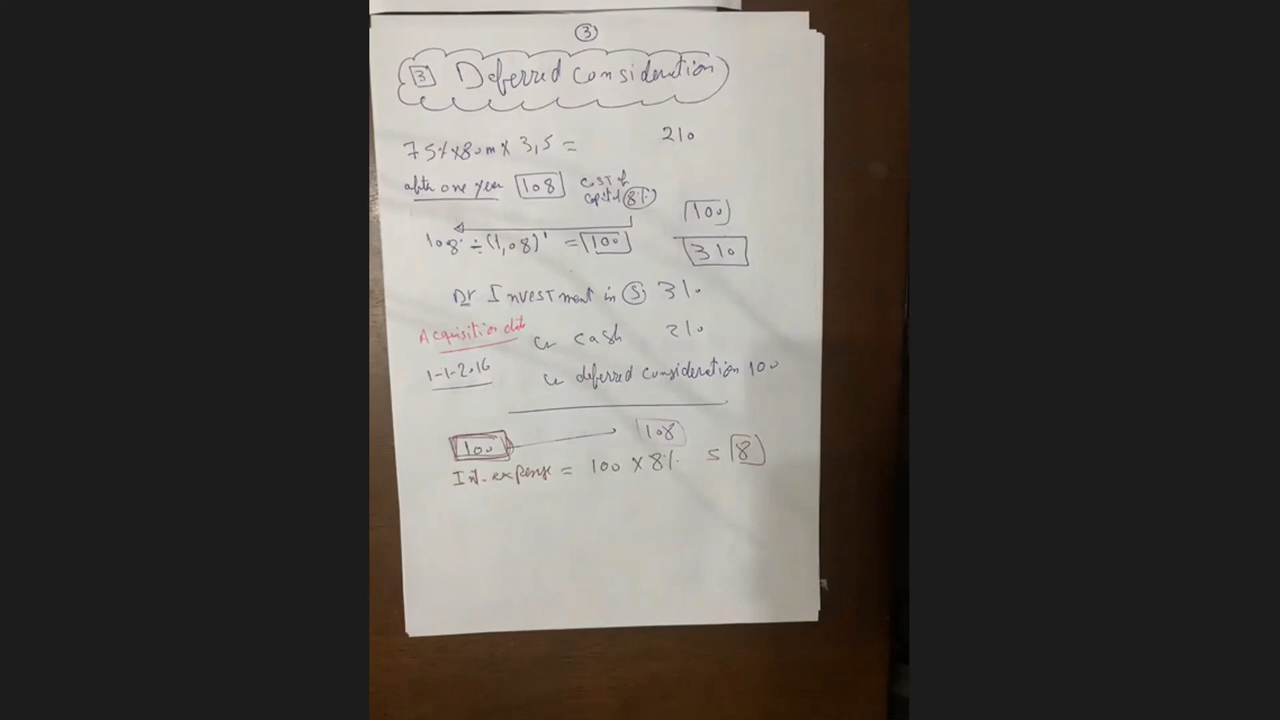 3
3 Deferred consideration
75% x 80m x 3,5 = 210
after one year 108 cost of
capital 8%
100
108 ÷ (1,08)¹ = 100 310
Dr Investment in S. 310
Acquisition date Cr cash 210
1-1-2016 Cr deferred consideration 100
100 108
Int. expense = 100 x 8% = 8